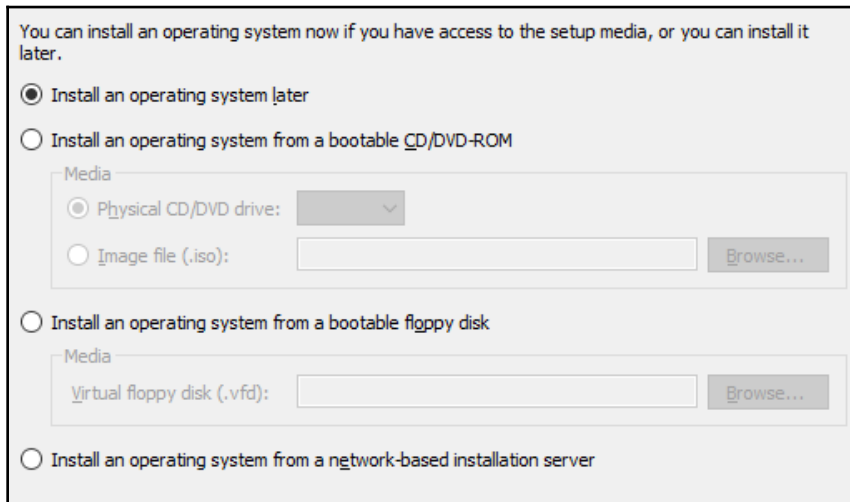 You can install an operating system now if you have access to the setup media, or you can install it
later.
Install an operating system later
Install an operating system from a bootable CD/DVD-ROM
Media
Physical CD/DVD drive:
Image file (.iso):
Browse...
Install an operating system from a bootable floppy disk
Media
Virtual floppy disk (.vfd):
Browse...
Install an operating system from a network-based installation server